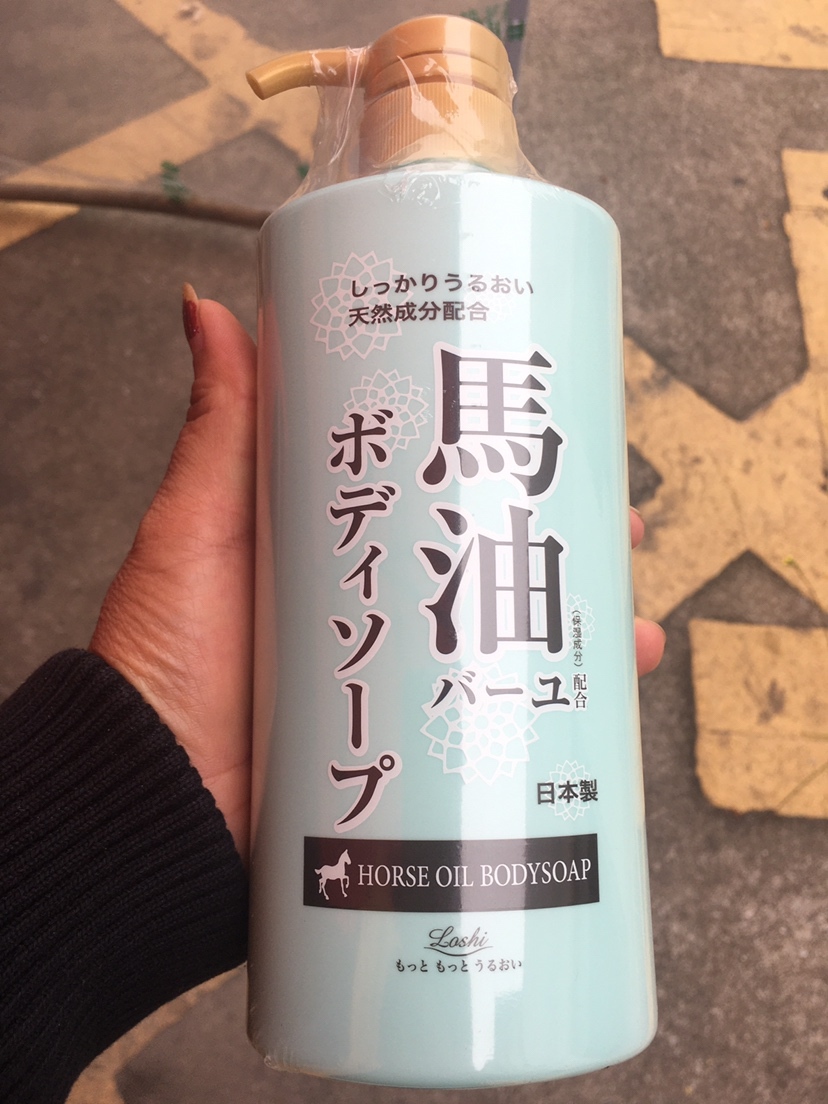 しっかりうるおい
天然成分配合
馬油
バーユ
(保湿成分)配合
ボディソープ
日本製
HORSE OIL BODYSOAP
Loshi
もっと もっと うるおい